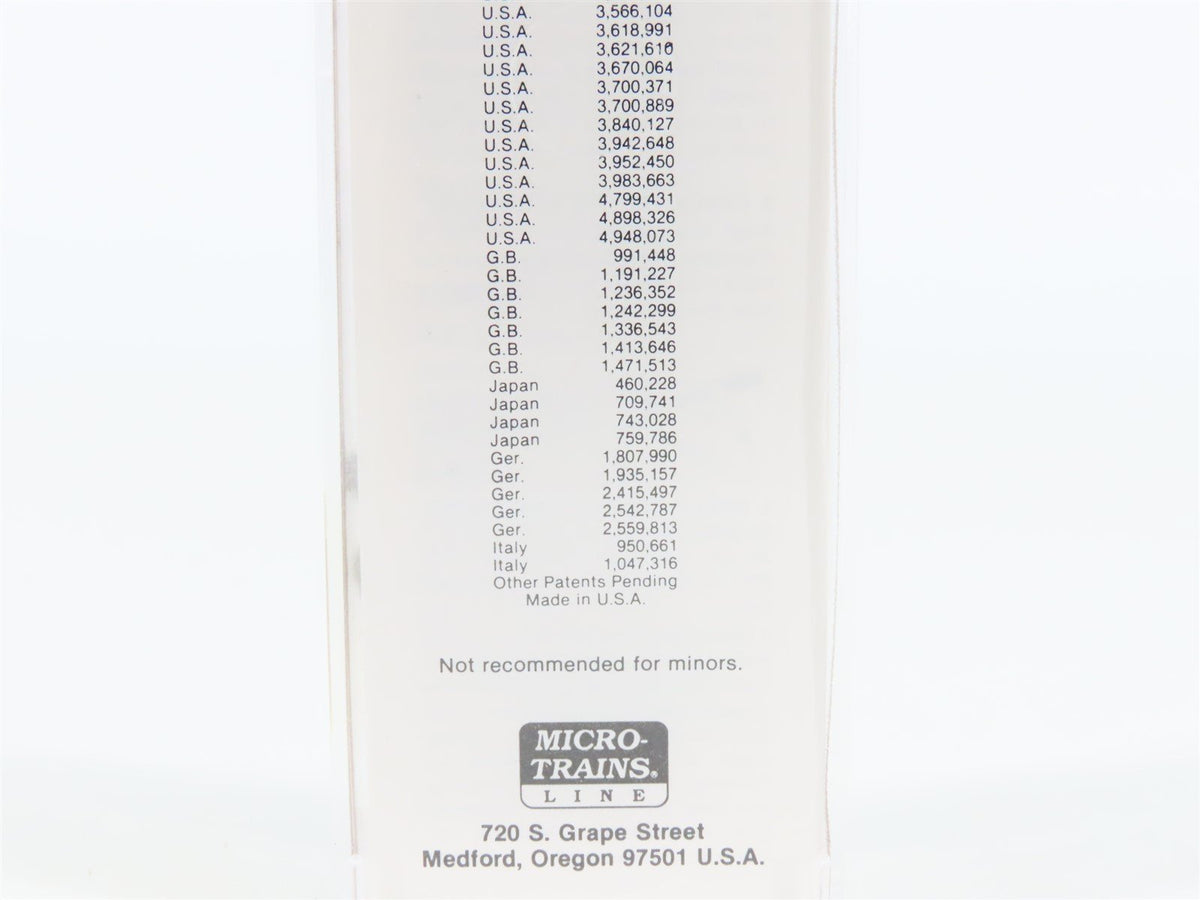 U.S.A. 3,566,104
U.S.A. 3,618,991
U.S.A. 3,621,610
U.S.A. 3,670,064
U.S.A. 3,700,371
U.S.A. 3,700,889
U.S.A. 3,840,127
U.S.A. 3,942,648
U.S.A. 3,952,450
U.S.A. 3,983,663
U.S.A. 4,799,431
U.S.A. 4,898,326
U.S.A. 4,948,073
G.B. 991,448
G.B. 1,191,227
G.B. 1,236,352
G.B. 1,242,299
G.B. 1,336,543
G.B. 1,413,646
G.B. 1,471,513
Japan 460,228
Japan 709,741
Japan 743,028
Japan 759,786
Ger. 1,807,990
Ger. 1,935,157
Ger. 2,415,497
Ger. 2,542,787
Ger. 2,559,813
Italy 950,661
Italy 1,047,316
Other Patents Pending
Made in U.S.A.
Not recommended for minors.
MICRO-
TRAINS®
LINE
720 S. Grape Street
Medford, Oregon 97501 U.S.A.